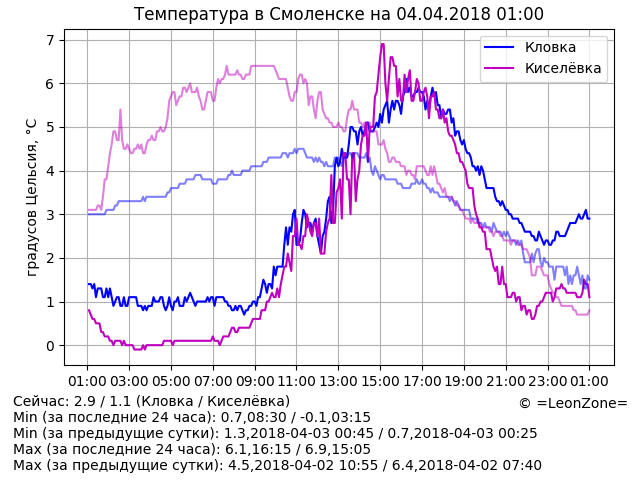 Температура в Смоленске на 04.04.2018 01:00
градусов Цельсия, °C
7
6
5
4
3
2
1
0
Кловка
Киселёвка
01:00 03:00 05:00 07:00 09:00 11:00 13:00 15:00 17:00 19:00 21:00 23:00 01:00
Сейчас: 2.9 / 1.1 (Кловка / Киселёвка)
© =LeonZone=
Min (за последние 24 часа): 0.7,08:30 / -0.1,03:15
Min (за предыдущие сутки): 1.3,2018-04-03 00:45 / 0.7,2018-04-03 00:25
Max (за последние 24 часа): 6.1,16:15 / 6.9,15:05
Max (за предыдущие сутки): 4.5,2018-04-02 10:55 / 6.4,2018-04-02 07:40